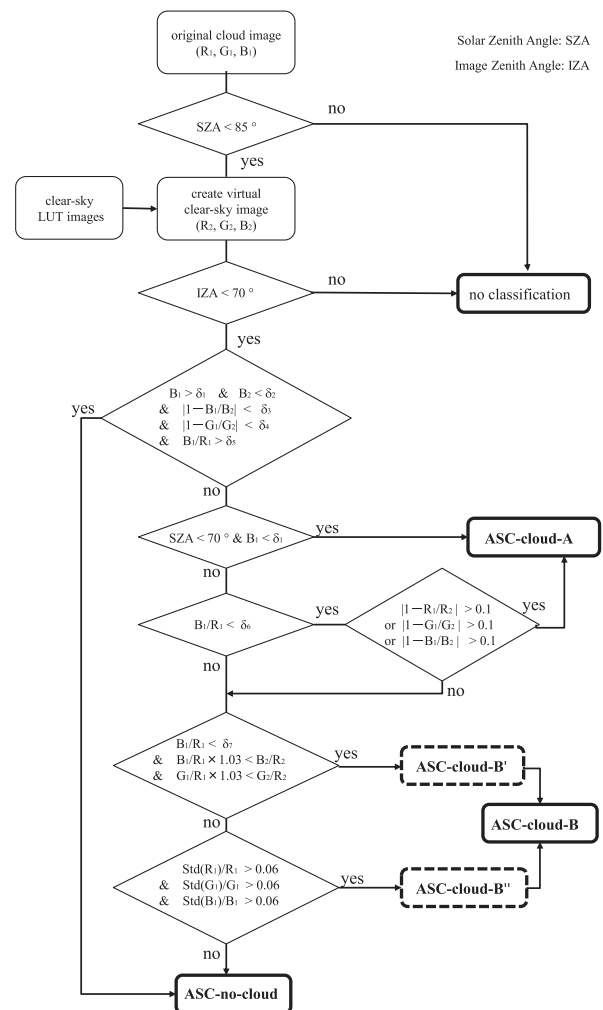 original cloud image
(R₁, G₁, B₁)
Solar Zenith Angle: SZA
Image Zenith Angle: IZA
no
SZA < 85 °
yes
clear-sky
LUT images
create virtual
clear-sky image
(R₂, G₂, B₂)
no
IZA < 70 °
no classification
yes
B₁ > δ₁ & B₂ < δ₂
yes
& |1—B₁/B₂| < δ₃
& |1—G₁/G₂| < δ₄
& B₁/R₁ > δ₅
no
yes
SZA < 70 ° & B₁ < δ₁
ASC-cloud-A
no
yes
B₁/R₁ < δ₆
|1—R₁/R₂| > 0.1
or |1—G₁/G₂| > 0.1
or |1—B₁/B₂| > 0.1
yes
no
no
B₁/R₁ < δ₇
& B₁/R₁ × 1.03 < B₂/R₂
& G₁/R₁ × 1.03 < G₂/R₂
yes
ASC-cloud-B'
no
ASC-cloud-B
Std(R₁)/R₁ > 0.06
& Std(G₁)/G₁ > 0.06
& Std(B₁)/B₁ > 0.06
yes
ASC-cloud-B"
no
ASC-no-cloud